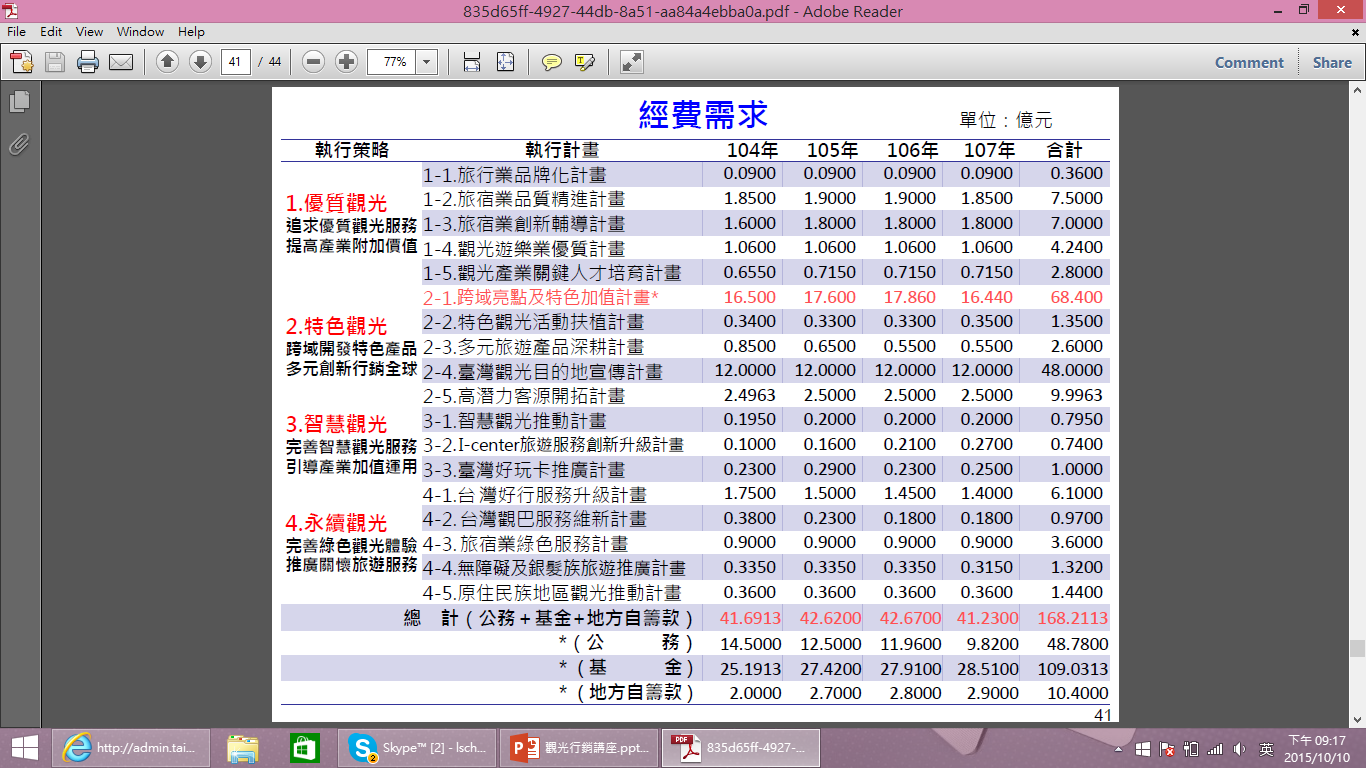 835d65ff-4927-44db-8a51-aa84a4ebba0a.pdf - Adobe Reader
File Edit View Window Help
41 / 44 77% Comment Share
經費需求
單位：億元
執行策略 執行計畫 104年 105年 106年 107年 合計
1.優質觀光
追求優質觀光服務
提高產業附加價值
1-1.旅行業品牌化計畫 0.0900 0.0900 0.0900 0.0900 0.3600
1-2.旅宿業品質精進計畫 1.8500 1.9000 1.9000 1.8500 7.5000
1-3.旅宿業創新輔導計畫 1.6000 1.8000 1.8000 1.8000 7.0000
1-4.觀光遊樂業優質計畫 1.0600 1.0600 1.0600 1.0600 4.2400
1-5.觀光產業關鍵人才培育計畫 0.6550 0.7150 0.7150 0.7150 2.8000
2.特色觀光
跨域開發特色產品
多元創新行銷全球
2-1.跨域亮點及特色加值計畫* 16.500 17.600 17.860 16.440 68.400
2-2.特色觀光活動扶植計畫 0.3400 0.3300 0.3300 0.3500 1.3500
2-3.多元旅遊產品深耕計畫 0.8500 0.6500 0.5500 0.5500 2.6000
2-4.臺灣觀光目的地宣傳計畫 12.0000 12.0000 12.0000 12.0000 48.0000
2-5.高潛力客源開拓計畫 2.4963 2.5000 2.5000 2.5000 9.9963
3.智慧觀光
完善智慧觀光服務
引導產業加值運用
3-1.智慧觀光推動計畫 0.1950 0.2000 0.2000 0.2000 0.7950
3-2.I-center旅遊服務創新升級計畫 0.1000 0.1600 0.2100 0.2700 0.7400
3-3.臺灣好玩卡推廣計畫 0.2300 0.2900 0.2300 0.2500 1.0000
4.永續觀光
完善綠色觀光體驗
推廣關懷旅遊服務
4-1.台灣好行服務升級計畫 1.7500 1.5000 1.4500 1.4000 6.1000
4-2.台灣觀巴服務維新計畫 0.3800 0.2300 0.1800 0.1800 0.9700
4-3.旅宿業綠色服務計畫 0.9000 0.9000 0.9000 0.9000 3.6000
4-4.無障礙及銀髮族旅遊推廣計畫 0.3350 0.3350 0.3350 0.3150 1.3200
4-5.原住民族地區觀光推動計畫 0.3600 0.3600 0.3600 0.3600 1.4400
總 計（公務＋基金+地方自籌款） 41.6913 42.6200 42.6700 41.2300 168.2113
*（公 務） 14.5000 12.5000 11.9600 9.8200 48.7800
*（基 金） 25.1913 27.4200 27.9100 28.5100 109.0313
*（地方自籌款） 2.0000 2.7000 2.8000 2.9000 10.4000
41
http://admin.tai... Skype™ [2] - lsch... 觀光行銷講座.ppt... 835d65ff-4927-... 英 下午 09:17
2015/10/10